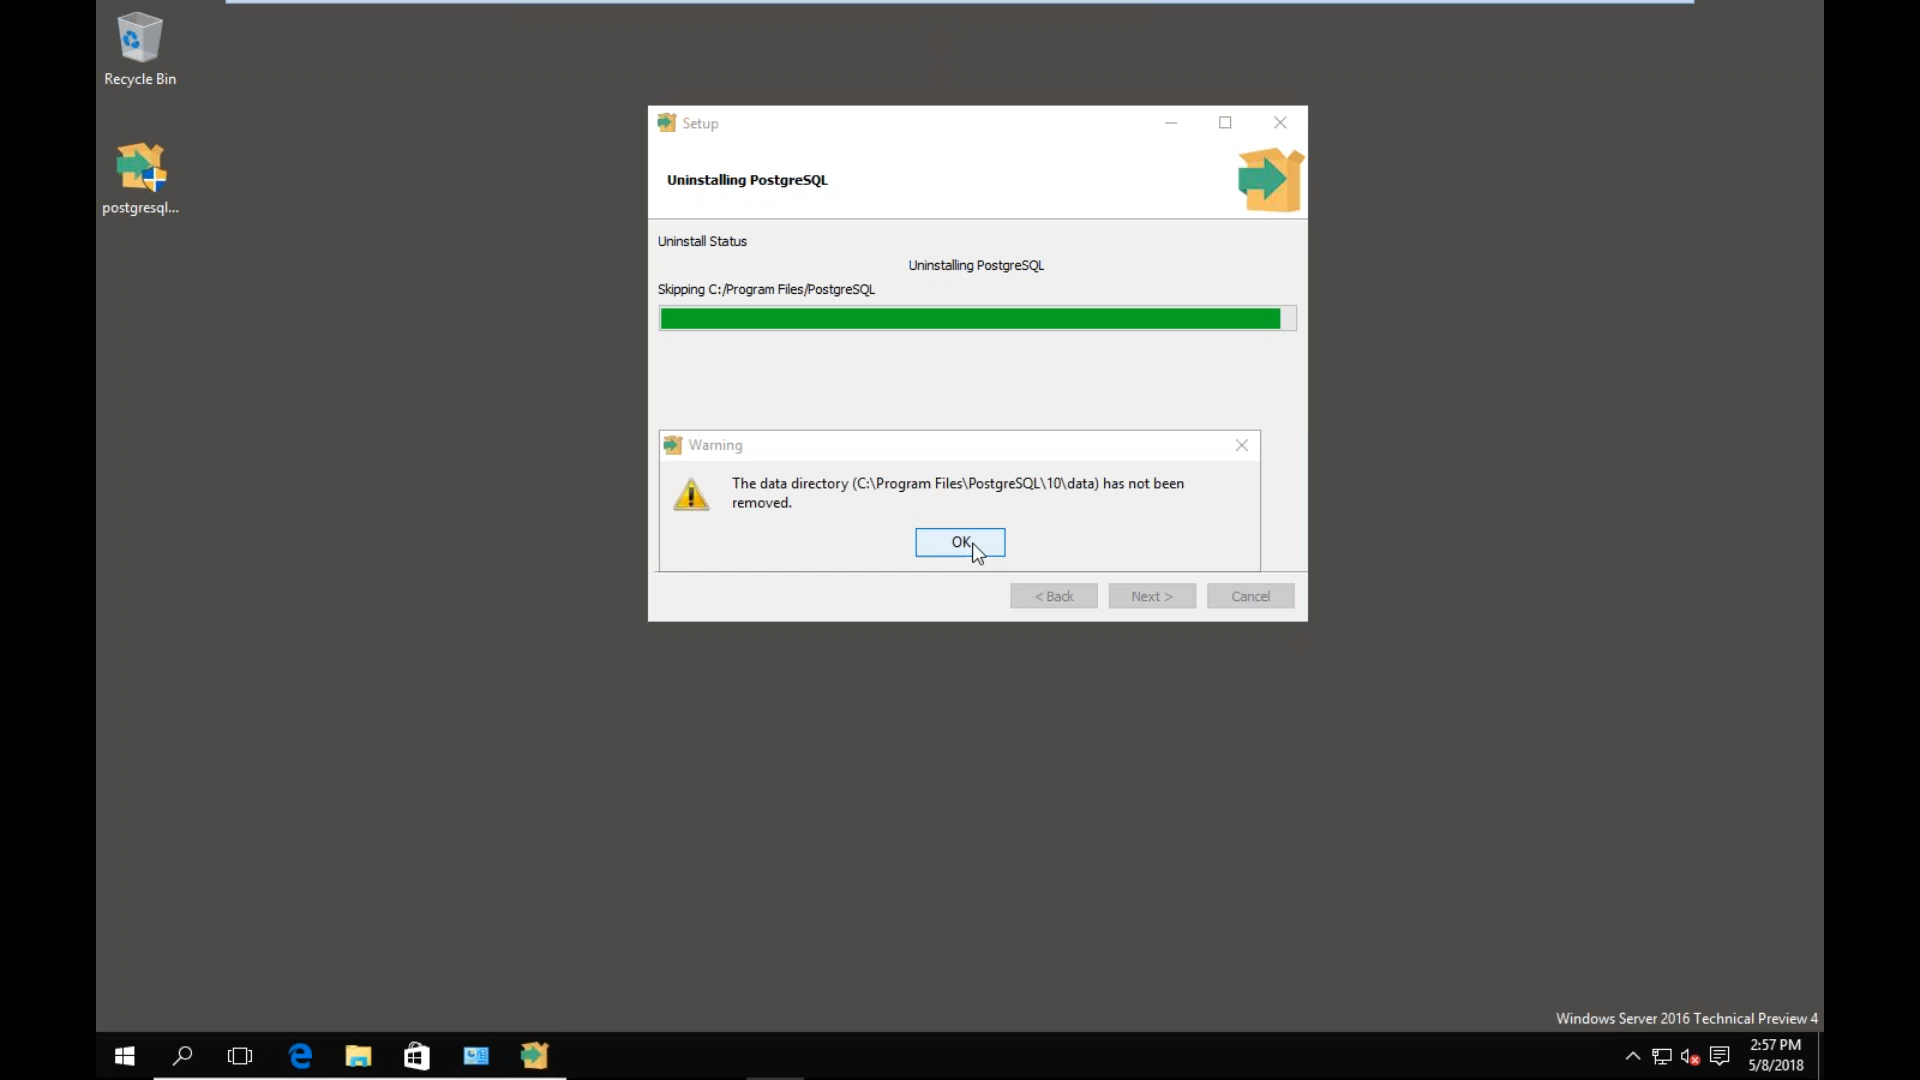 Recycle Bin
postgresql...
Setup
Uninstalling PostgreSQL
Uninstall Status
Uninstalling PostgreSQL
Skipping C:/Program Files/PostgreSQL
Warning
The data directory (C:\Program Files\PostgreSQL\10\data) has not been
removed.
OK
< Back
Next >
Cancel
Windows Server 2016 Technical Preview 4
2:57 PM
5/8/2018